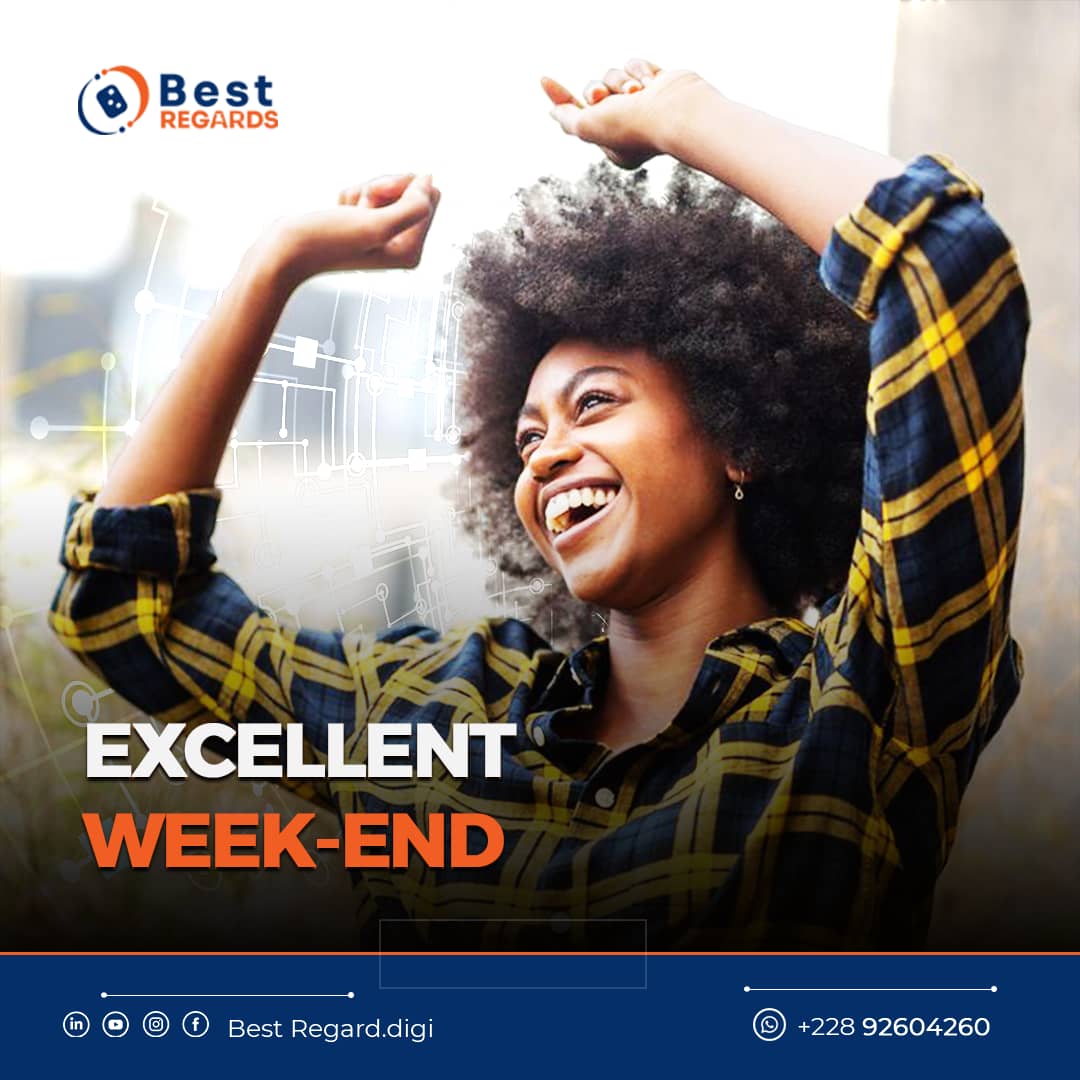 Best
REGARDS
EXCELLENT
WEEK-END
Best Regard.digi
+228 92604260